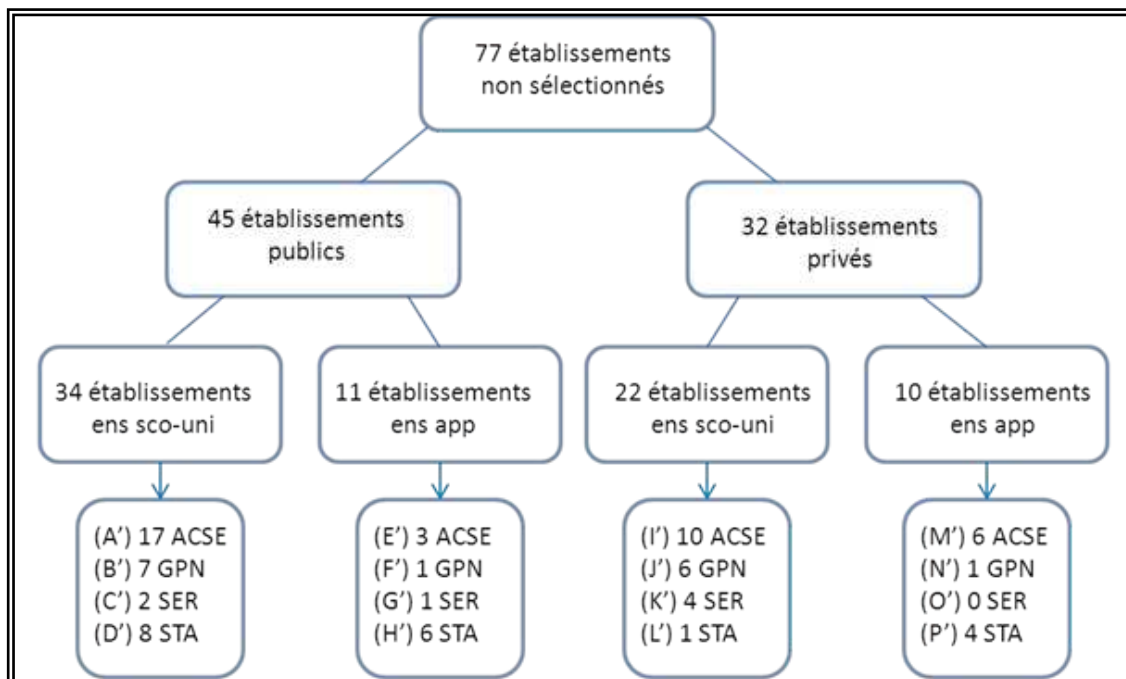 77 établissements
non sélectionnés
45 établissements
publics
32 établissements
privés
34 établissements
ens sco-uni
11 établissements
ens app
22 établissements
ens sco-uni
10 établissements
ens app
(A’) 17 ACSE
(B’) 7 GPN
(C’) 2 SER
(D’) 8 STA
(E’) 3 ACSE
(F’) 1 GPN
(G’) 1 SER
(H’) 6 STA
(I’) 10 ACSE
(J’) 6 GPN
(K’) 4 SER
(L’) 1 STA
(M’) 6 ACSE
(N’) 1 GPN
(O’) 0 SER
(P’) 4 STA